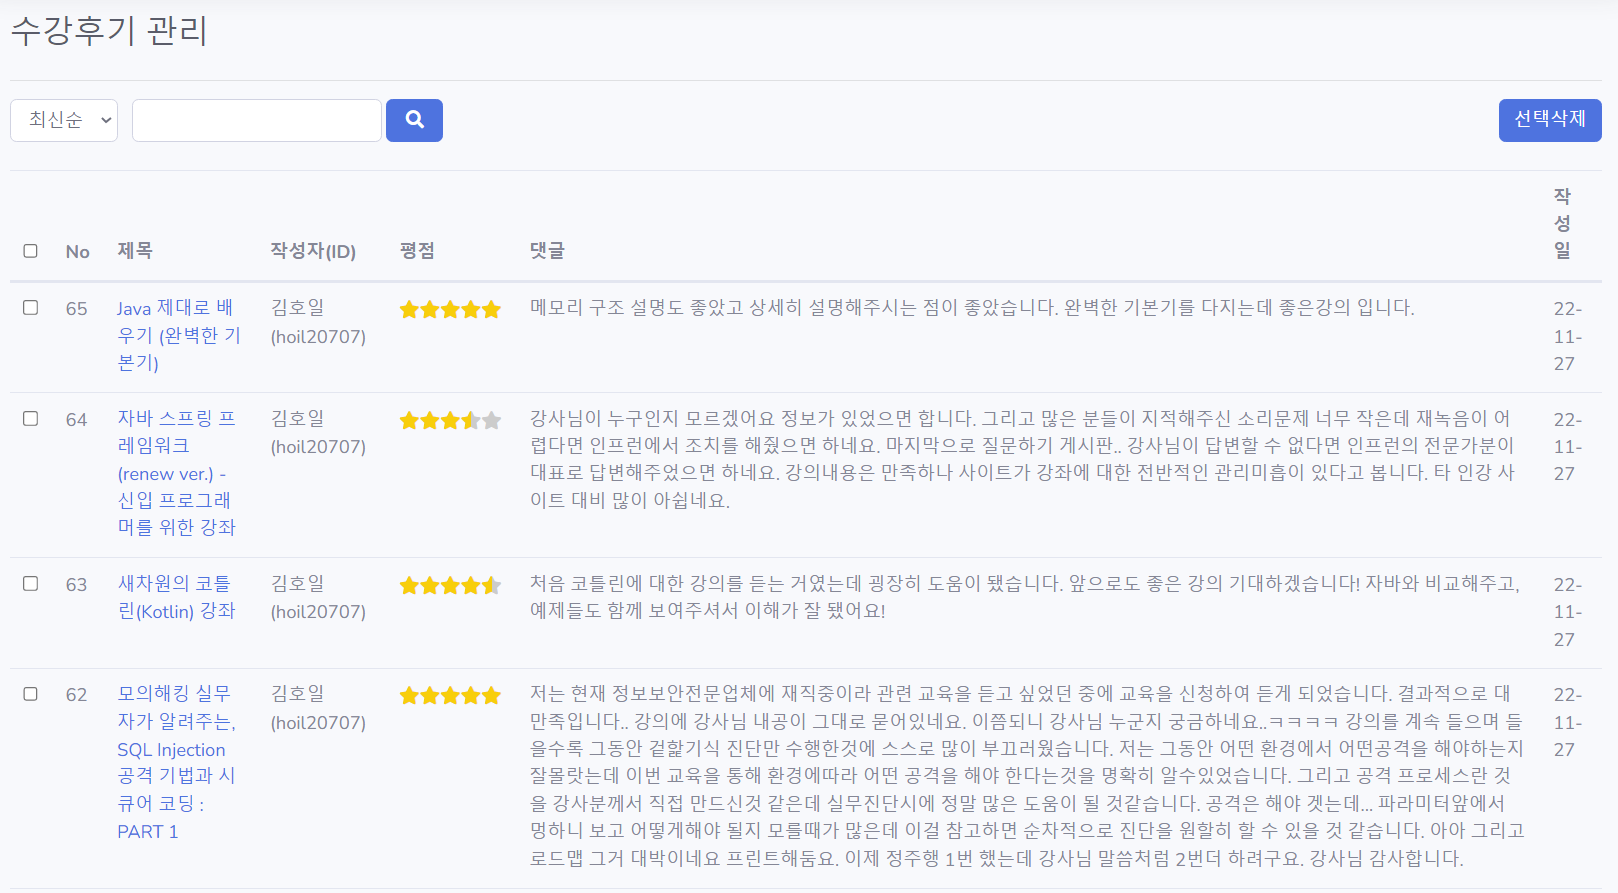 수강후기 관리
최신순
선택삭제
No 제목 작성자(ID) 평점 댓글 작
성
일
65 Java 제대로 배
우기 (완벽한 기
본기)
김호일
(hoil20707)
메모리 구조 설명도 좋았고 상세히 설명해주시는 점이 좋았습니다. 완벽한 기본기를 다지는데 좋은강의 입니다.
22-
11-
27
64 자바 스프링 프
레임워크
(renew ver.) -
신입 프로그래
머를 위한 강좌
김호일
(hoil20707)
강사님이 누구인지 모르겠어요 정보가 있었으면 합니다. 그리고 많은 분들이 지적해주신 소리문제 너무 작은데 재녹음이 어
렵다면 인프런에서 조치를 해줬으면 하네요. 마지막으로 질문하기 게시판.. 강사님이 답변할 수 없다면 인프런의 전문가분이
대표로 답변해주었으면 하네요. 강의내용은 만족하나 사이트가 강좌에 대한 전반적인 관리미흡이 있다고 봅니다. 타 인강 사
이트 대비 많이 아쉽네요.
22-
11-
27
63 새차원의 코틀
린(Kotlin) 강좌
김호일
(hoil20707)
처음 코틀린에 대한 강의를 듣는 거였는데 굉장히 도움이 됐습니다. 앞으로도 좋은 강의 기대하겠습니다! 자바와 비교해주고,
예제들도 함께 보여주셔서 이해가 잘 됐어요!
22-
11-
27
62 모의해킹 실무
자가 알려주는,
SQL Injection
공격 기법과 시
큐어 코딩 :
PART 1
김호일
(hoil20707)
저는 현재 정보보안전문업체에 재직중이라 관련 교육을 듣고 싶었던 중에 교육을 신청하여 듣게 되었습니다. 결과적으로 대
만족입니다.. 강의에 강사님 내공이 그대로 묻어있네요. 이쯤되니 강사님 누군지 궁금하네요..ㅋㅋㅋㅋ 강의를 계속 들으며 들
을수록 그동안 겉핥기식 진단만 수행한것에 스스로 많이 부끄러웠습니다. 저는 그동안 어떤 환경에서 어떤공격을 해야하는지
잘몰랏는데 이번 교육을 통해 환경에따라 어떤 공격을 해야 한다는것을 명확히 알수있었습니다. 그리고 공격 프로세스란 것
을 강사분께서 직접 만드신것 같은데 실무진단시에 정말 많은 도움이 될 것같습니다. 공격은 해야 겟는데... 파라미터앞에서
멍하니 보고 어떻게해야 될지 모를때가 많은데 이걸 참고하면 순차적으로 진단을 원할히 할 수 있을 것 같습니다. 아아 그리고
로드맵 그거 대박이네요 프린트해둠요. 이제 정주행 1번 했는데 강사님 말씀처럼 2번더 하려구요. 강사님 감사합니다.
22-
11-
27